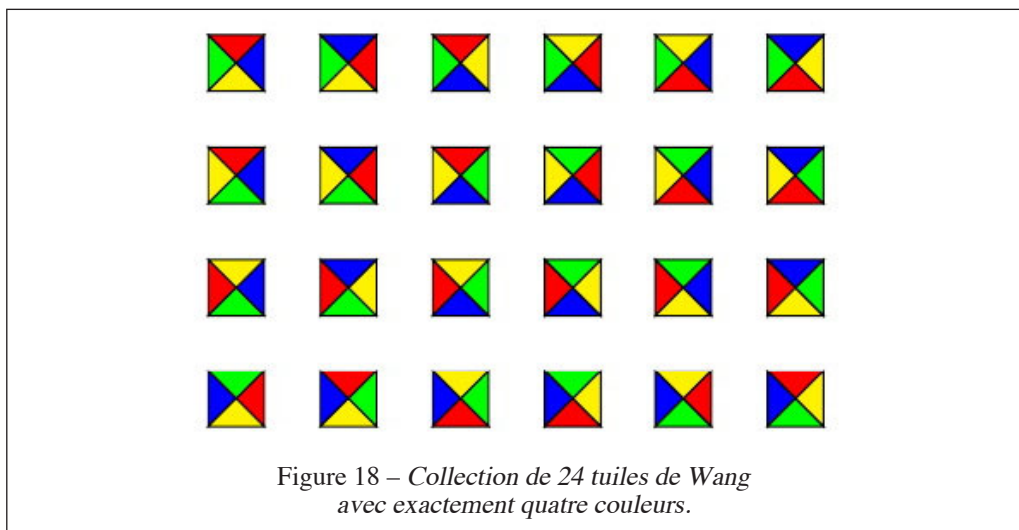 Figure 18 – Collection de 24 tuiles de Wang
avec exactement quatre couleurs.